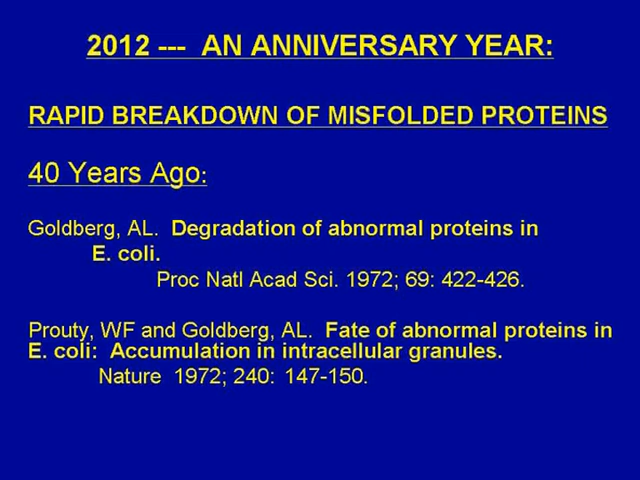 2012 --- AN ANNIVERSARY YEAR:
RAPID BREAKDOWN OF MISFOLDED PROTEINS
40 Years Ago:
Goldberg, AL. Degradation of abnormal proteins in
E. coli.
Proc Natl Acad Sci. 1972; 69: 422-426.
Prouty, WF and Goldberg, AL. Fate of abnormal proteins in
E. coli: Accumulation in intracellular granules.
Nature 1972; 240: 147-150.